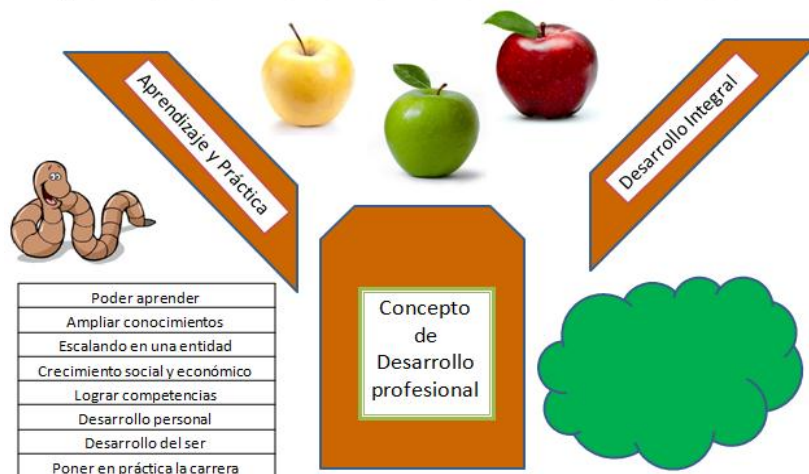 Aprendizaje y Práctica
Desarrollo Integral
Concepto
de
Desarrollo
profesional
Poder aprender
Ampliar conocimientos
Escalando en una entidad
Crecimiento social y económico
Lograr competencias
Desarrollo personal
Desarrollo del ser
Poner en práctica la carrera